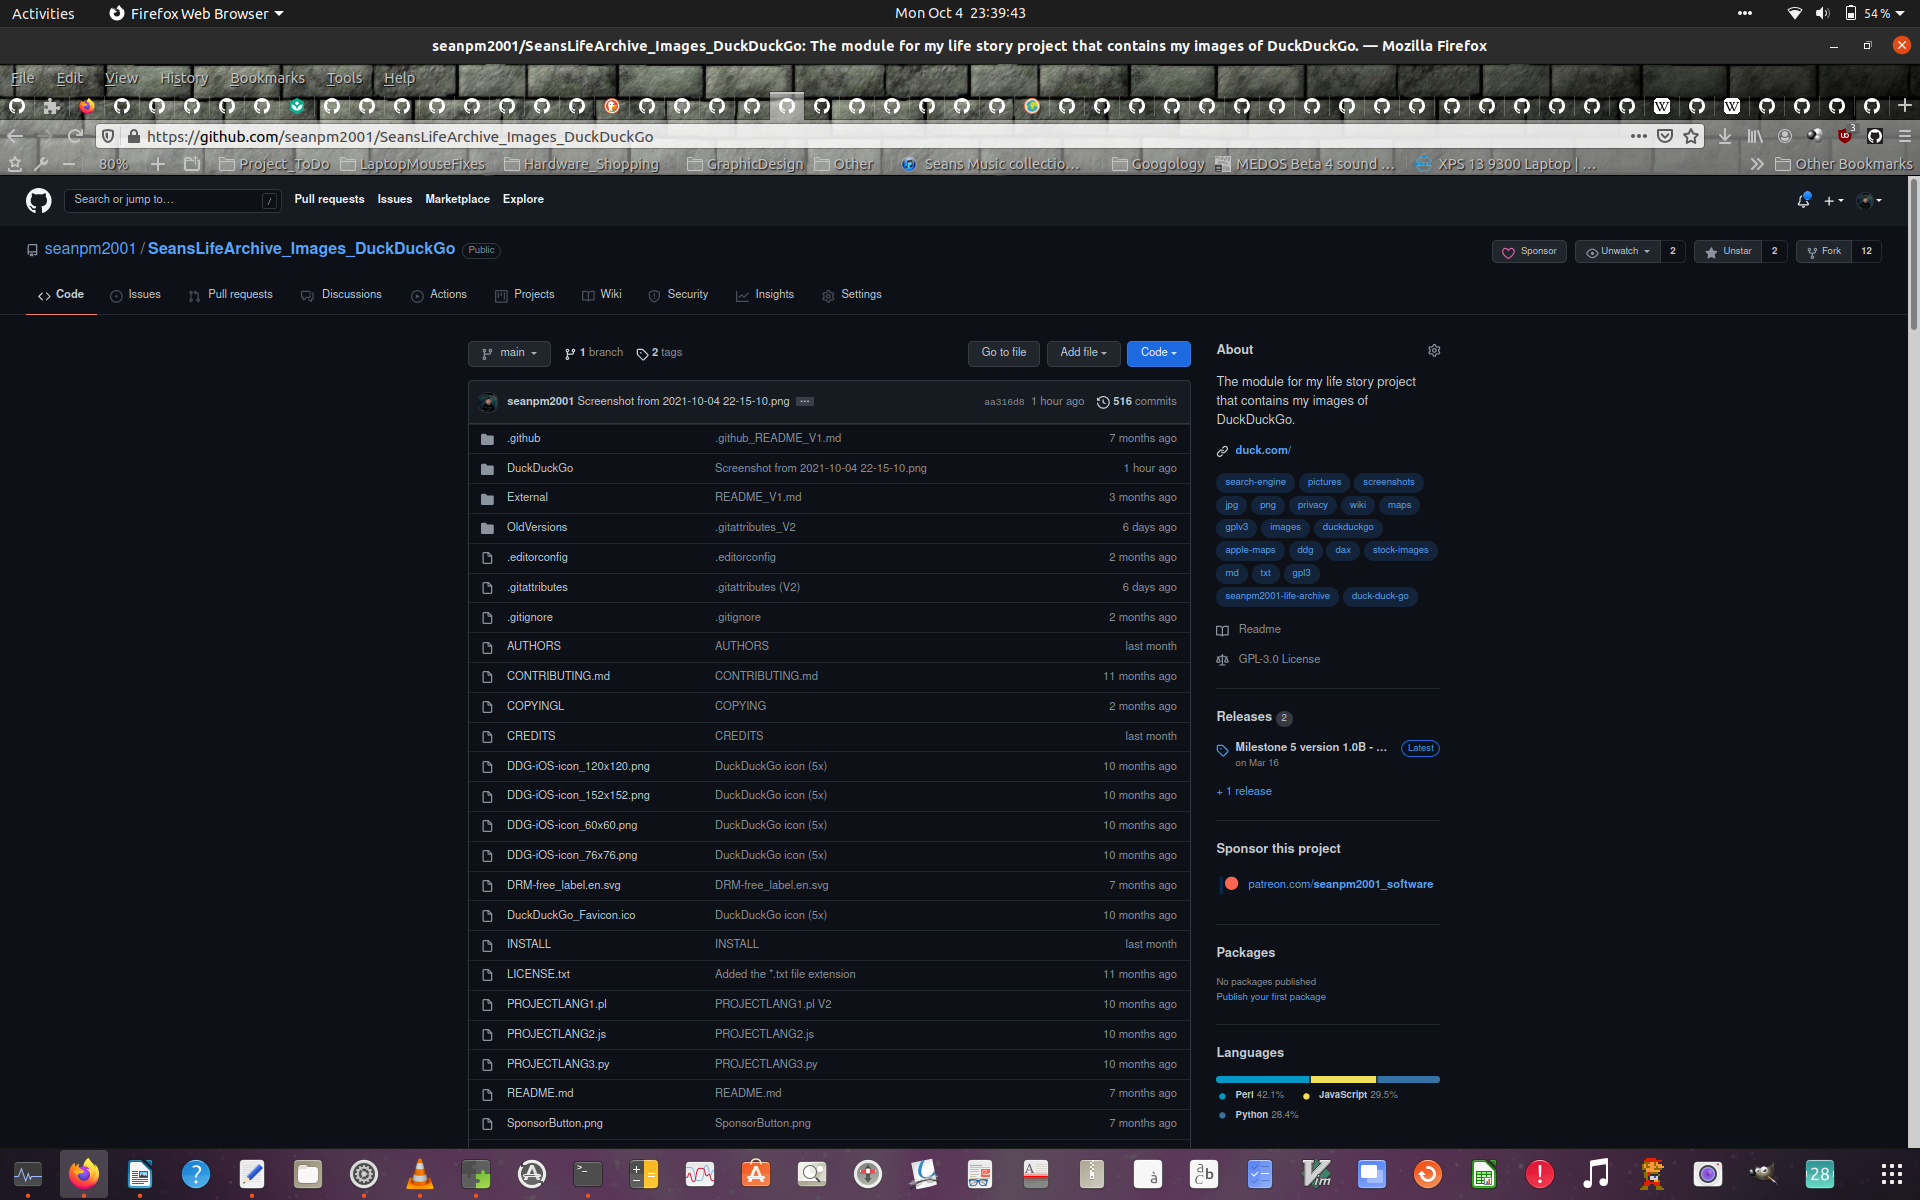 Activities Firefox Web Browser Mon Oct 4 23:39:43 54 %
seanpm2001/SeansLifeArchive_Images_DuckDuckGo: The module for my life story project that contains my images of DuckDuckGo. — Mozilla Firefox
File Edit View History Bookmarks Tools Help
https://github.com/seanpm2001/SeansLifeArchive_Images_DuckDuckGo 3
80% Project_ToDo LaptopMouseFixes Hardware_Shopping GraphicDesign Other Seans Music collectio… Googology MEDOS Beta 4 sound … XPS 13 9300 Laptop | … Other Bookmarks
Search or jump to… / Pull requests Issues Marketplace Explore
seanpm2001 / SeansLifeArchive_Images_DuckDuckGo Public Sponsor Unwatch 2 Unstar 2 Fork 12
Code Issues Pull requests Discussions Actions Projects Wiki Security Insights Settings
main 1 branch 2 tags Go to file Add file Code
seanpm2001 Screenshot from 2021-10-04 22-15-10.png ... aa316d8 1 hour ago 516 commits
.github .github_README_V1.md 7 months ago
DuckDuckGo Screenshot from 2021-10-04 22-15-10.png 1 hour ago
External README_V1.md 3 months ago
OldVersions .gitattributes_V2 6 days ago
.editorconfig .editorconfig 2 months ago
.gitattributes .gitattributes (V2) 6 days ago
.gitignore .gitignore 2 months ago
AUTHORS AUTHORS last month
CONTRIBUTING.md CONTRIBUTING.md 11 months ago
COPYINGL COPYING 2 months ago
CREDITS CREDITS last month
DDG-iOS-icon_120x120.png DuckDuckGo icon (5x) 10 months ago
DDG-iOS-icon_152x152.png DuckDuckGo icon (5x) 10 months ago
DDG-iOS-icon_60x60.png DuckDuckGo icon (5x) 10 months ago
DDG-iOS-icon_76x76.png DuckDuckGo icon (5x) 10 months ago
DRM-free_label.en.svg DRM-free_label.en.svg 7 months ago
DuckDuckGo_Favicon.ico DuckDuckGo icon (5x) 10 months ago
INSTALL INSTALL last month
LICENSE.txt Added the *.txt file extension 11 months ago
PROJECTLANG1.pl PROJECTLANG1.pl V2 10 months ago
PROJECTLANG2.js PROJECTLANG2.js 10 months ago
PROJECTLANG3.py PROJECTLANG3.py 10 months ago
README.md README.md 7 months ago
SponsorButton.png SponsorButton.png 7 months ago
About
The module for my life story project
that contains my images of
DuckDuckGo.
duck.com/
search-engine pictures screenshots
jpg png privacy wiki maps
gplv3 images duckduckgo
apple-maps ddg dax stock-images
md txt gpl3
seanpm2001-life-archive duck-duck-go
Readme
GPL-3.0 License
Releases 2
Milestone 5 version 1.0B - ... Latest
on Mar 16
+ 1 release
Sponsor this project
patreon.com/seanpm2001_software
Packages
No packages published
Publish your first package
Languages
Perl 42.1% JavaScript 29.5%
Python 28.4%
28